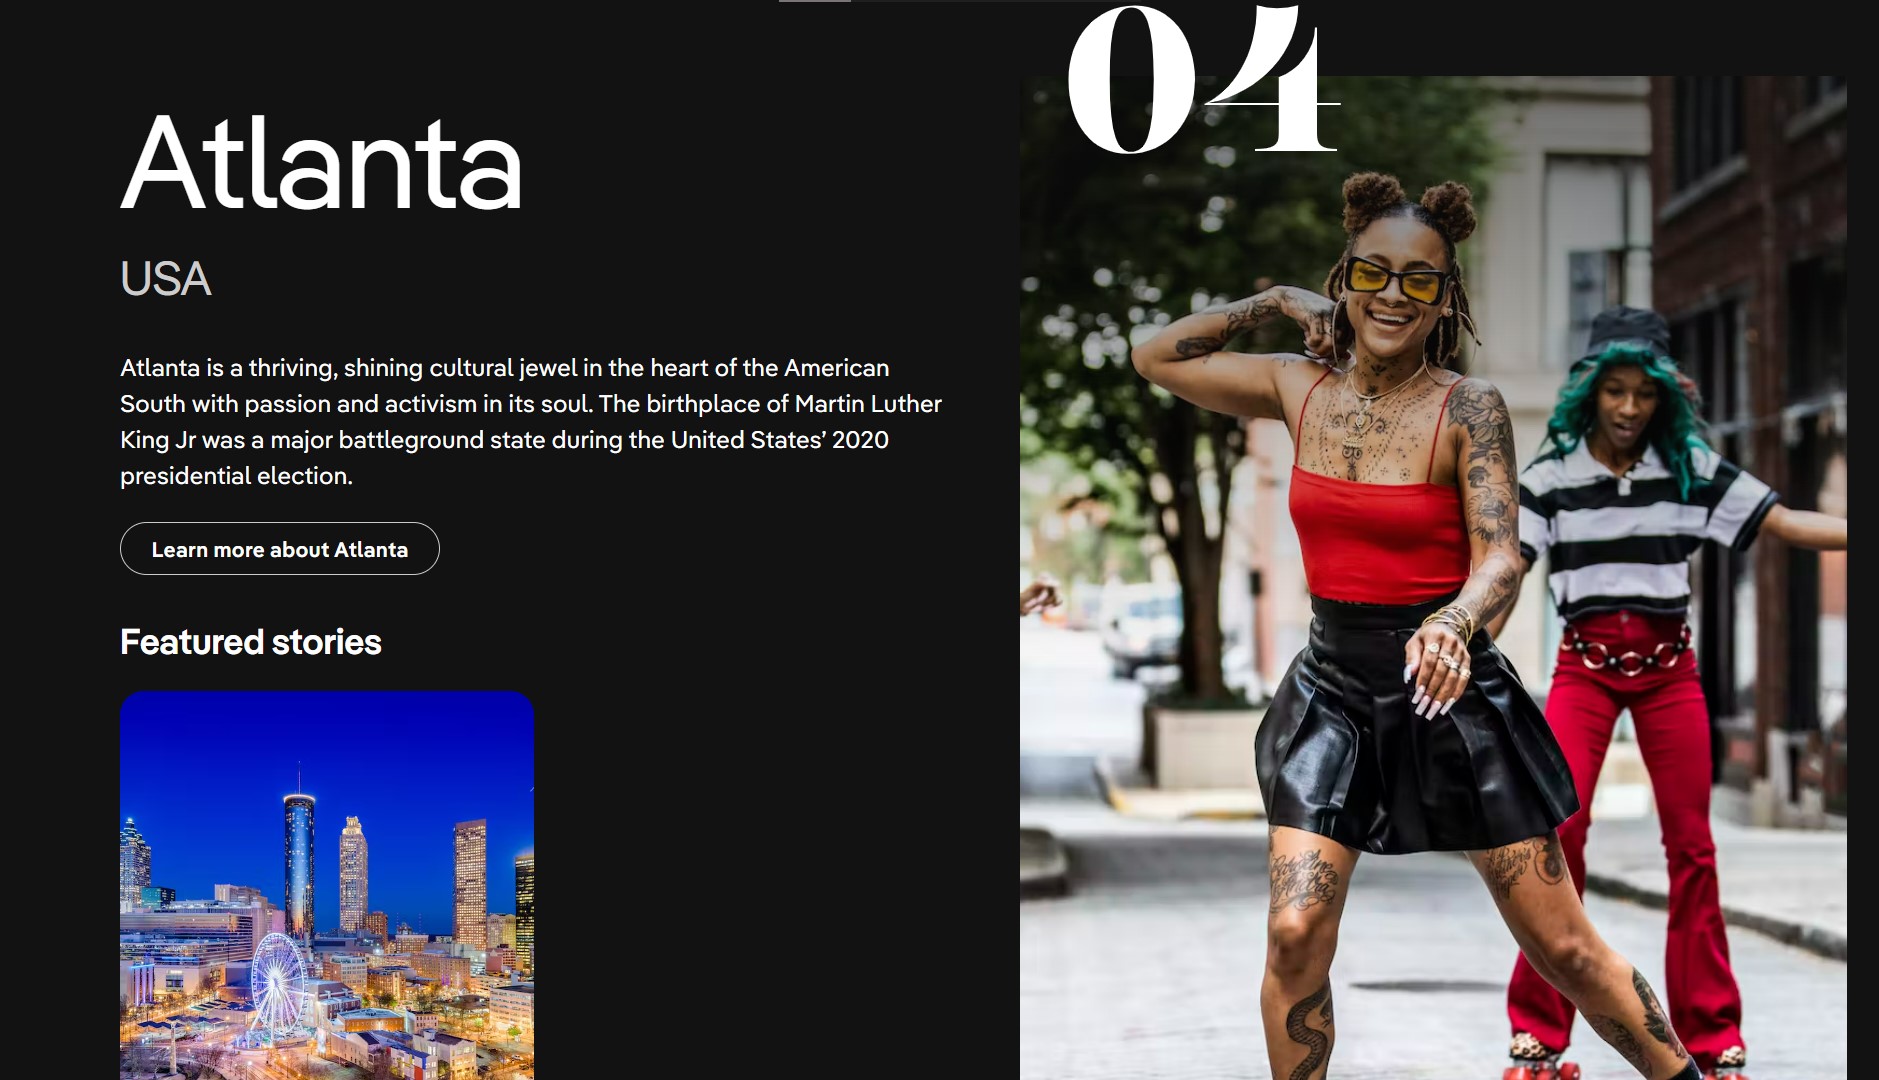 04
Atlanta
USA
Atlanta is a thriving, shining cultural jewel in the heart of the American
South with passion and activism in its soul. The birthplace of Martin Luther
King Jr was a major battleground state during the United States’ 2020
presidential election.
Learn more about Atlanta
Featured stories